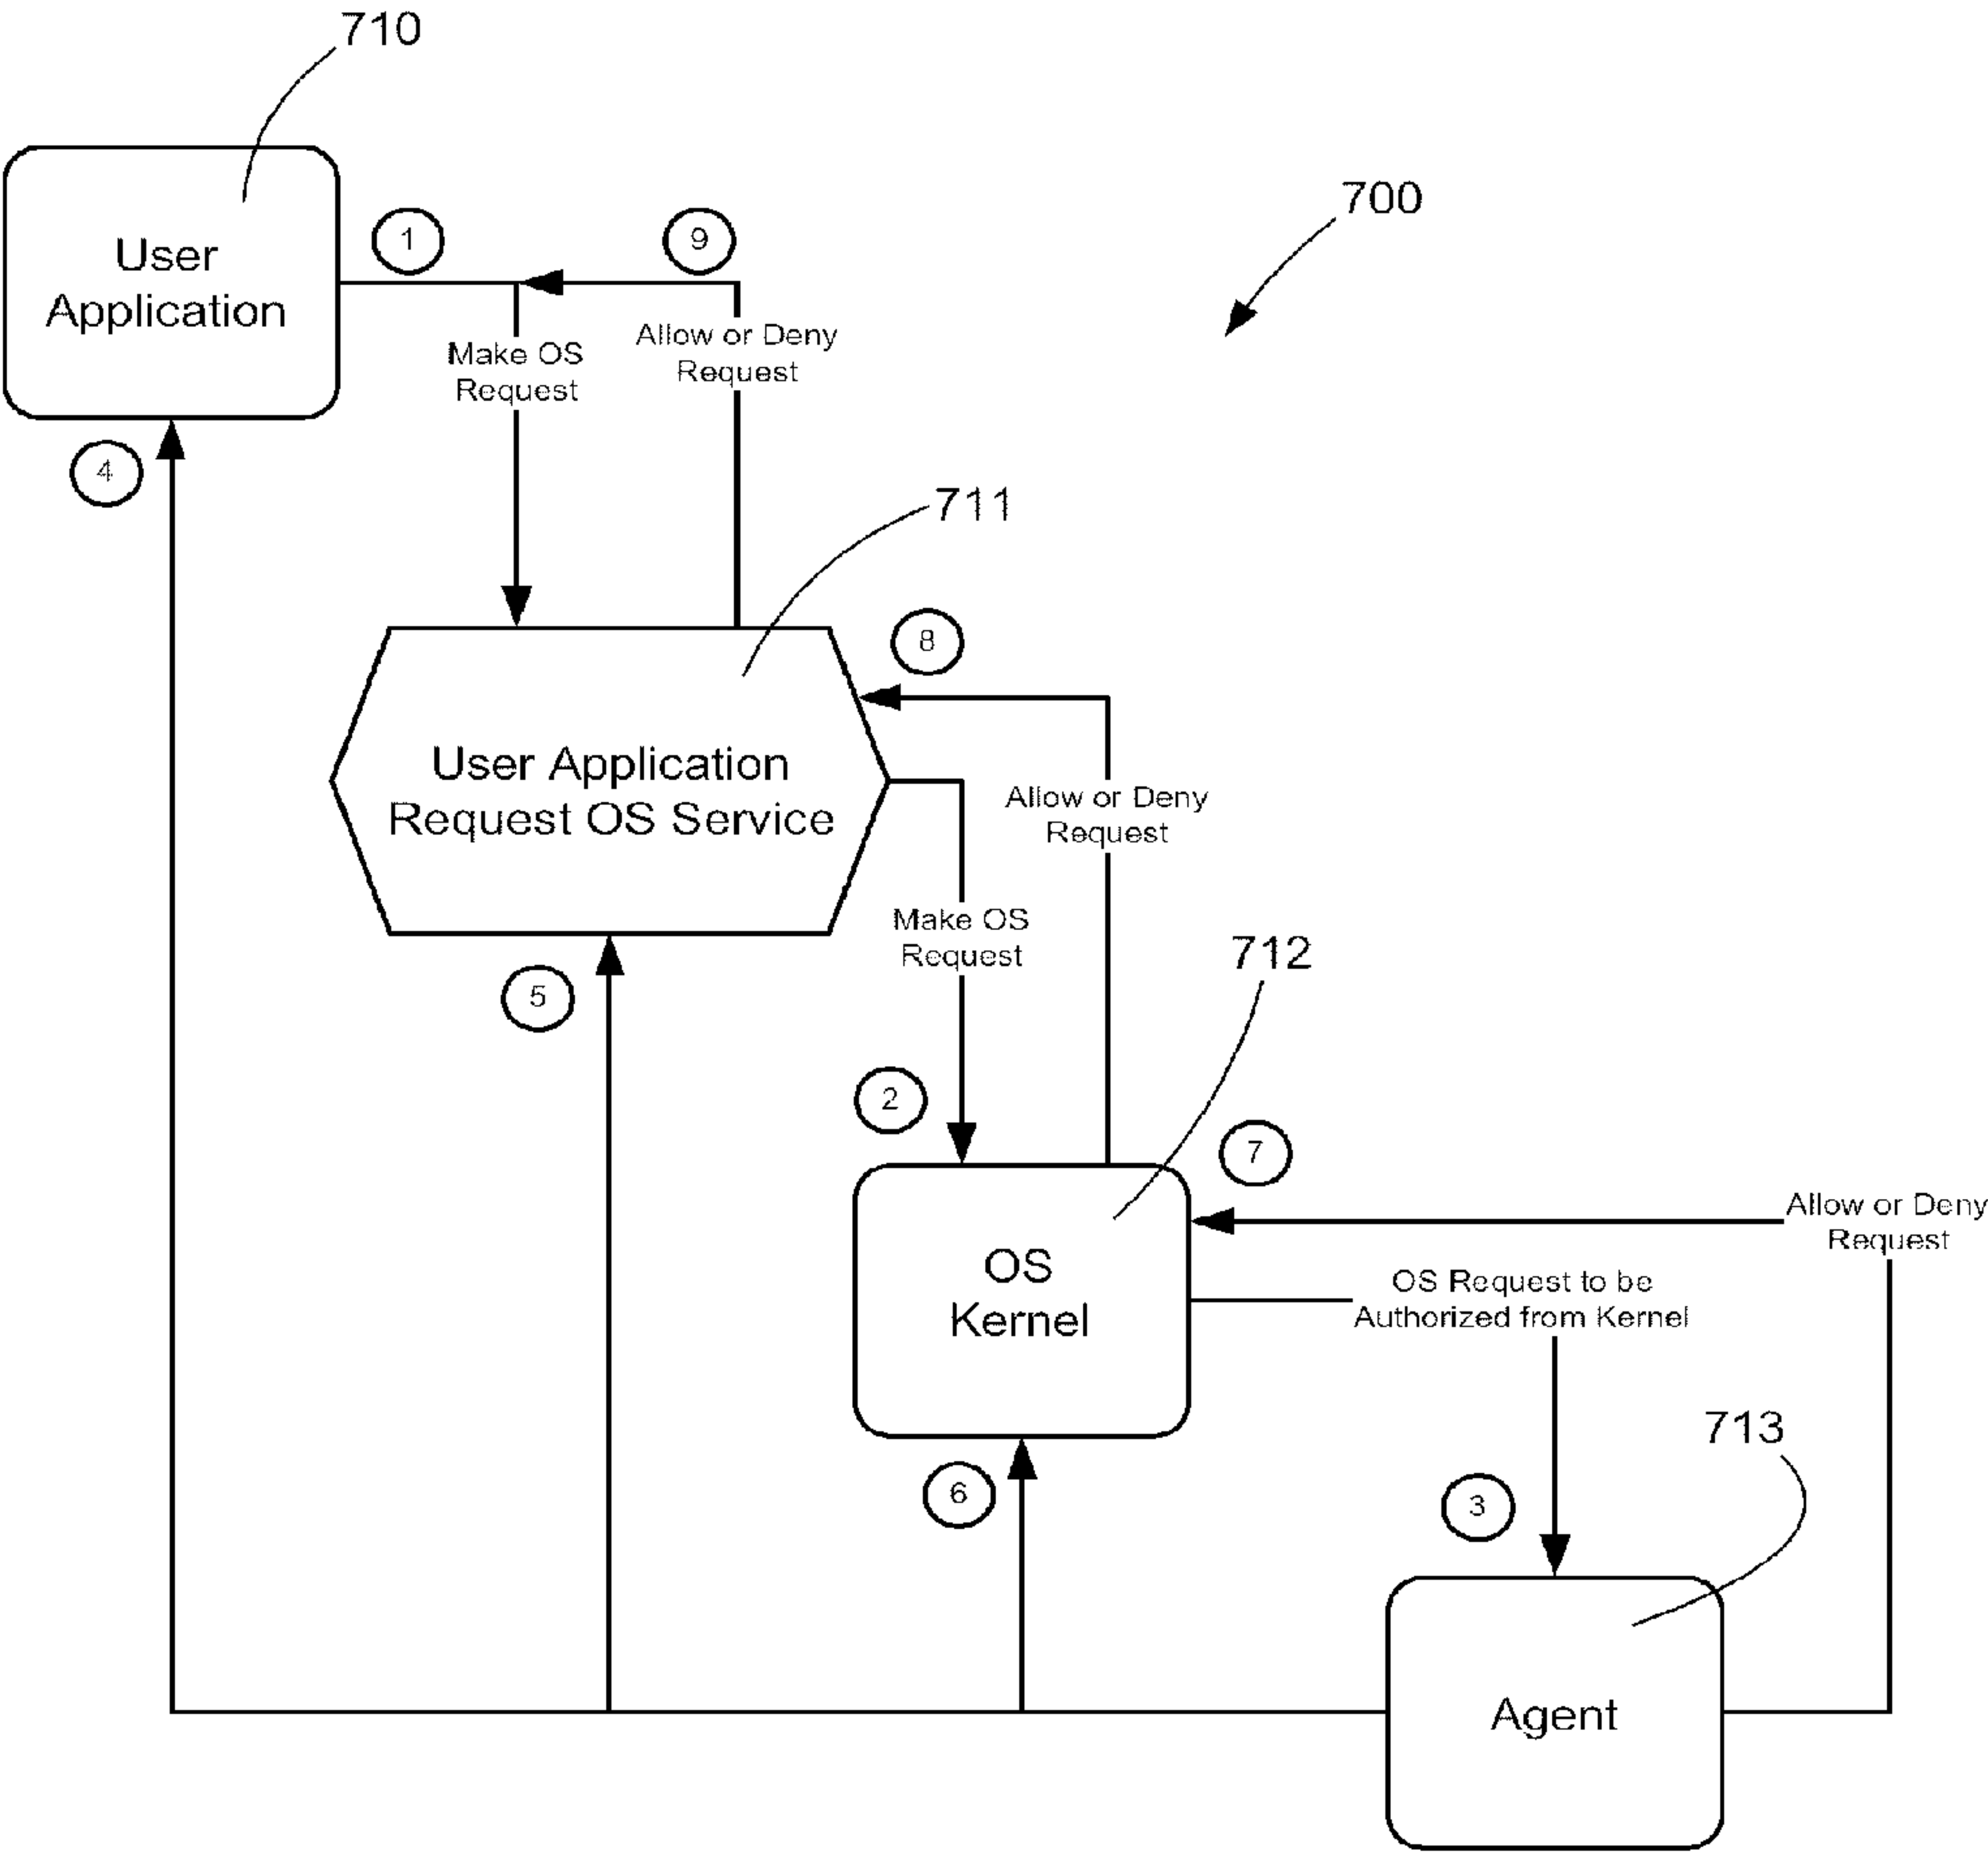 710
700
User
Application
1
9
Make OS
Request
Allow or Deny
Request
4
711
8
User Application
Request OS Service
Allow or Deny
Request
Make OS
Request
5
712
2
7
Allow or Deny
Request
OS
Kernel
OS Request to be
Authorized from Kernel
713
6
3
Agent